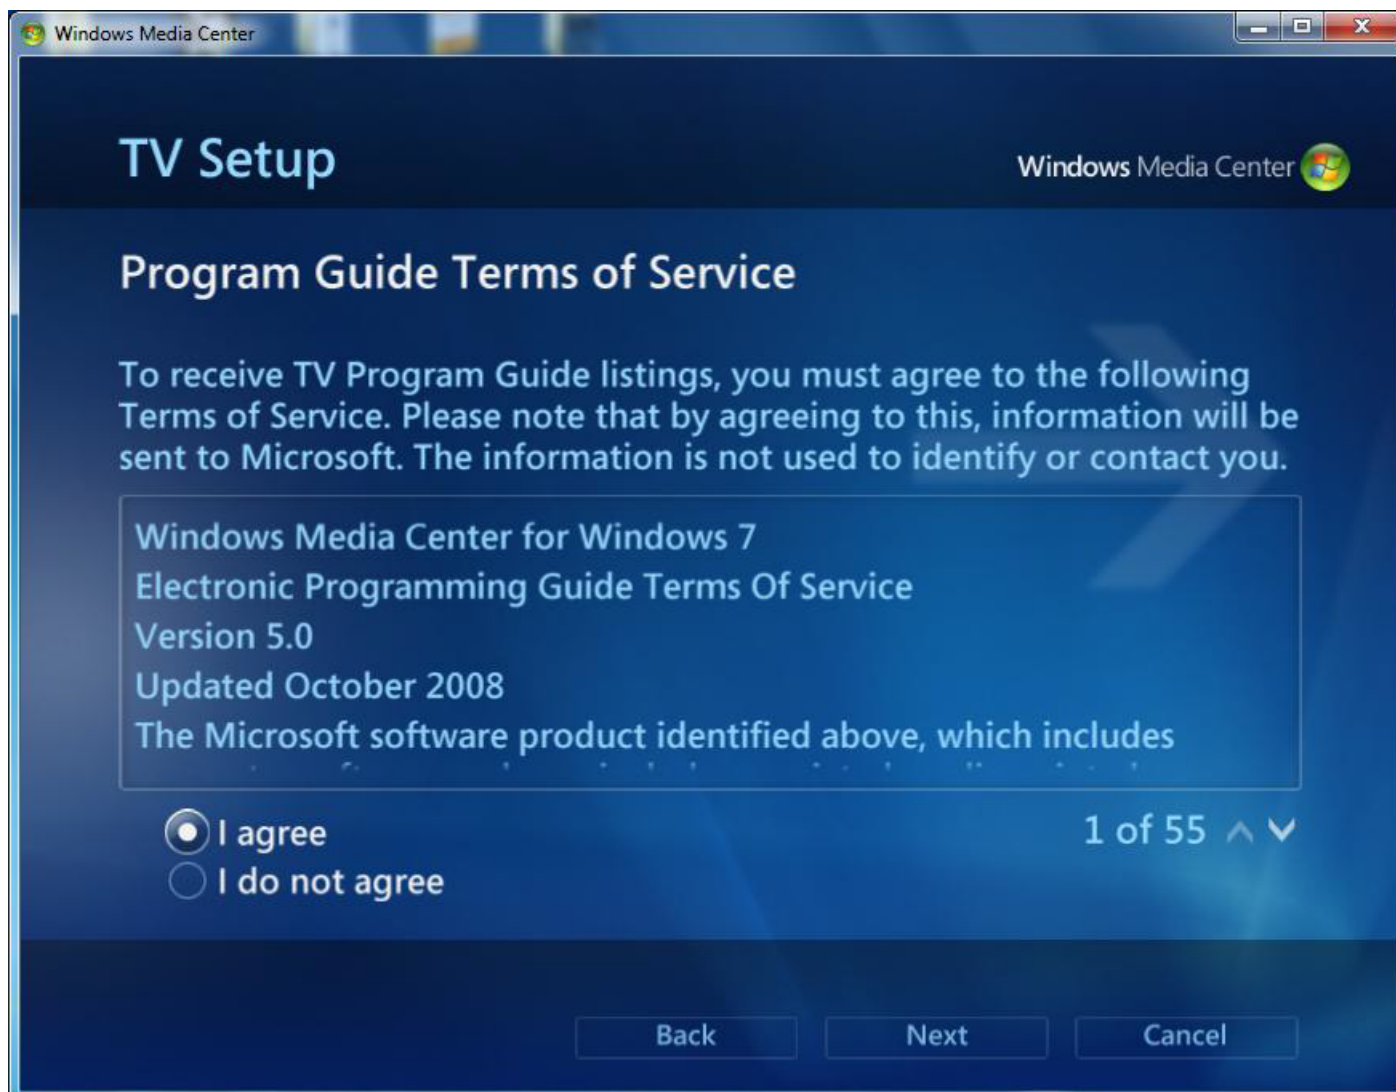 Windows Media Center
TV Setup
Windows Media Center
Program Guide Terms of Service
To receive TV Program Guide listings, you must agree to the following
Terms of Service. Please note that by agreeing to this, information will be
sent to Microsoft. The information is not used to identify or contact you.
Windows Media Center for Windows 7
Electronic Programming Guide Terms Of Service
Version 5.0
Updated October 2008
The Microsoft software product identified above, which includes
I agree
1 of 55
I do not agree
Back Next Cancel